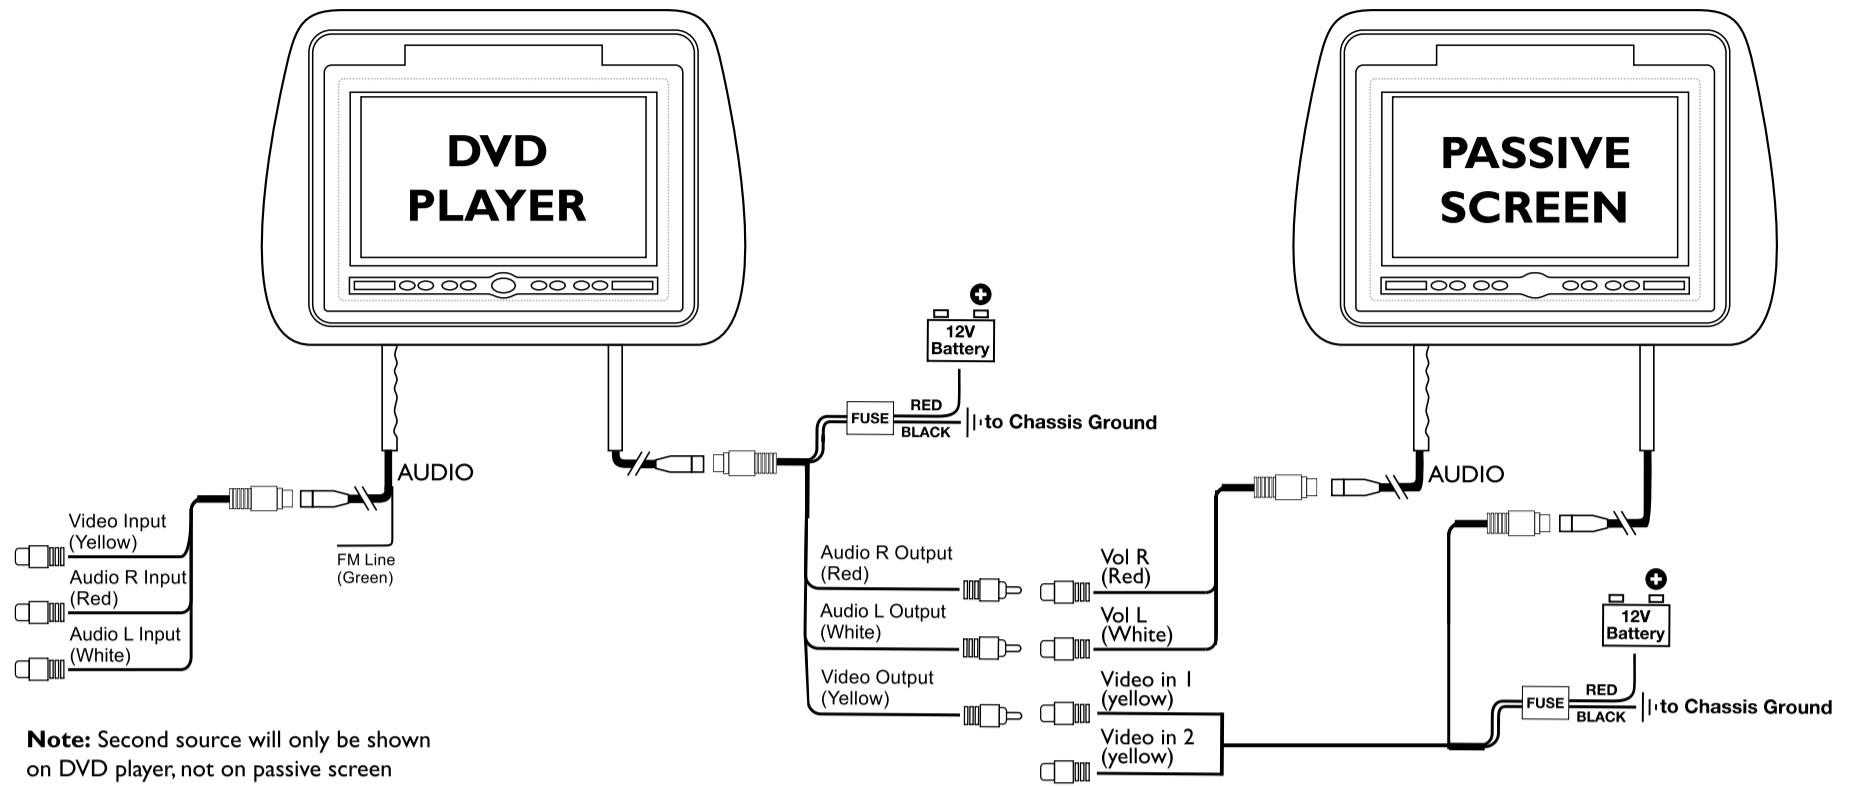 DVD
PLAYER
PASSIVE
SCREEN
12V
Battery
FUSE
RED
BLACK
to Chassis Ground
AUDIO
FM Line
(Green)
Video Input
(Yellow)
Audio R Input
(Red)
Audio L Input
(White)
Audio R Output
(Red)
Audio L Output
(White)
Video Output
(Yellow)
Vol R
(Red)
Vol L
(White)
Video in 1
(yellow)
Video in 2
(yellow)
AUDIO
12V
Battery
FUSE
RED
BLACK
to Chassis Ground
Note: Second source will only be shown
on DVD player, not on passive screen